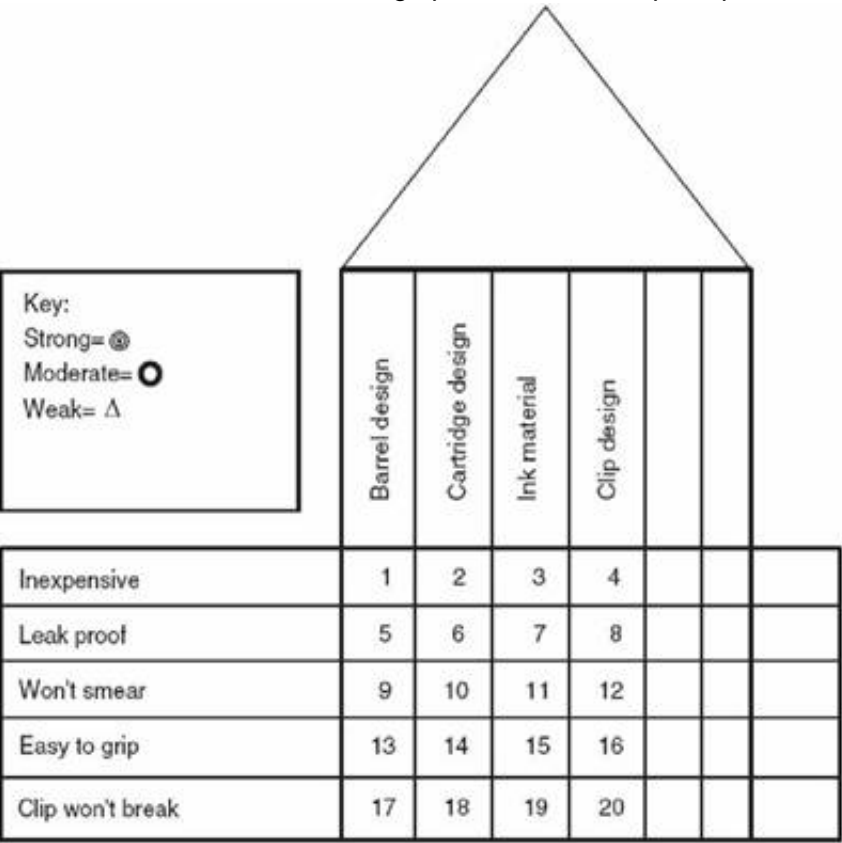 Key:
Strong= ◎
Moderate= O
Weak= Δ
Barrel design
Cartridge design
Ink material
Clip design
Inexpensive 1 2 3 4
Leak proof 5 6 7 8
Won't smear 9 10 11 12
Easy to grip 13 14 15 16
Clip won't break 17 18 19 20